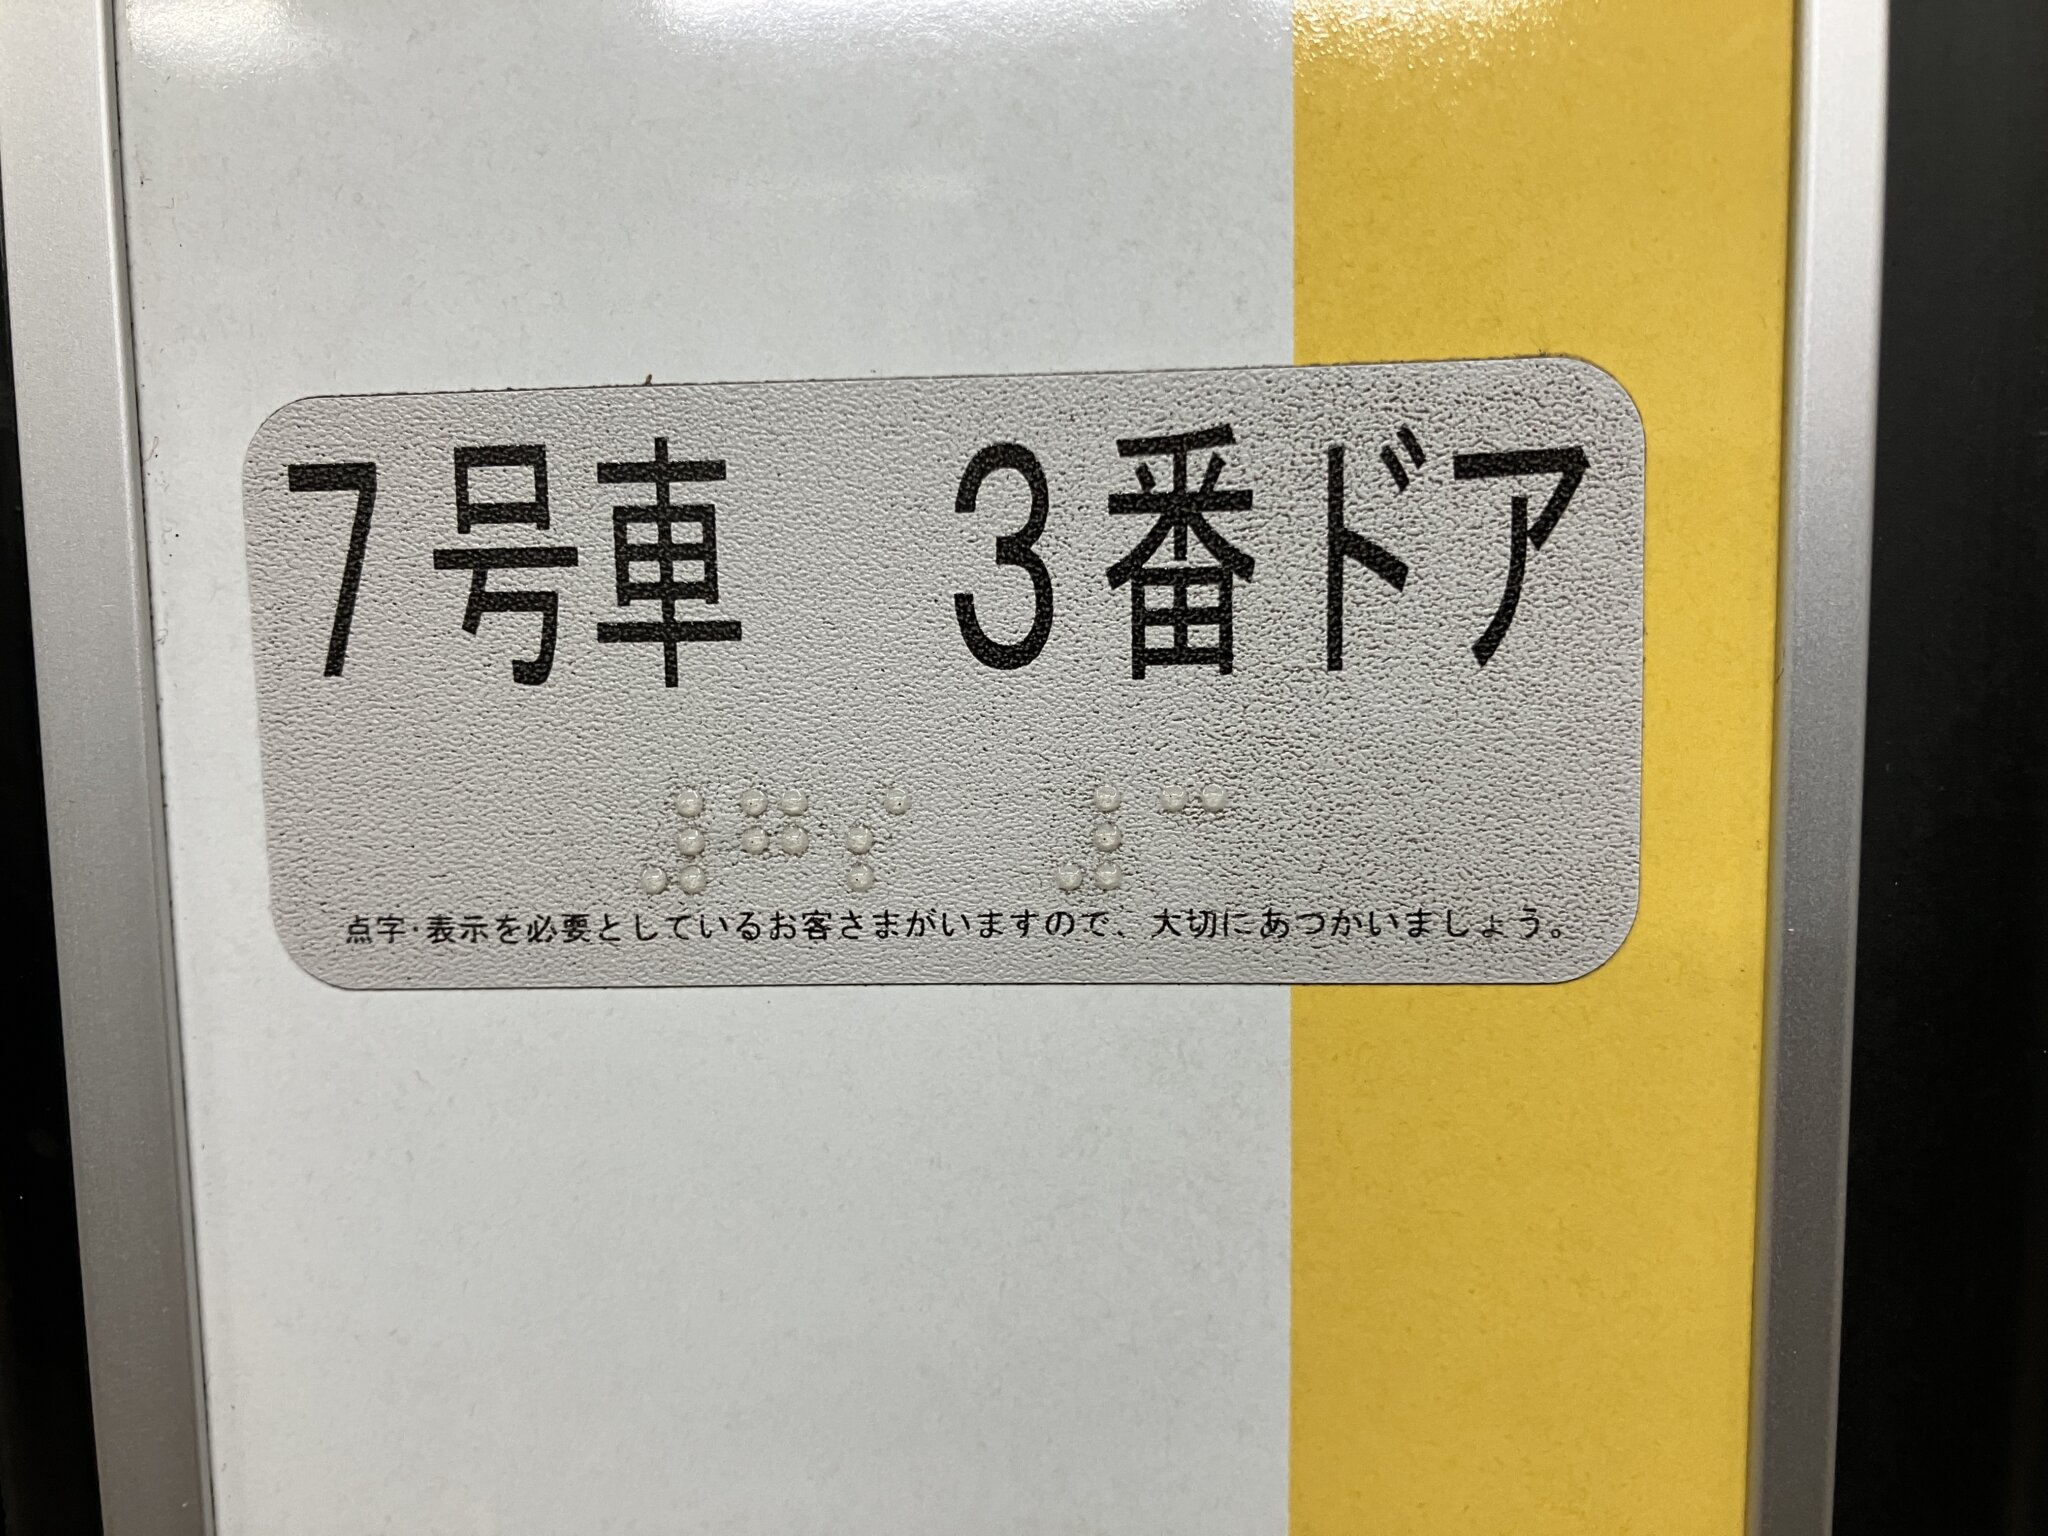 7号車　3番ドア
⠼⠛⠔⠀⠼⠉
点字・表示を必要としているお客さまがいますので、大切にあつかいましょう。